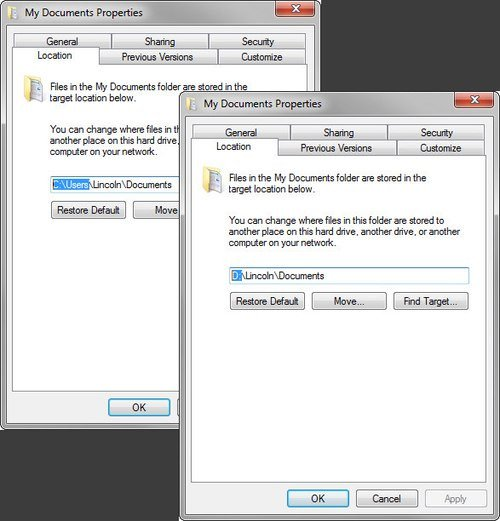 My Documents Properties
General Sharing Security
Location Previous Versions Customize
Files in the My Documents folder are stored in the
target location below.
You can change where files in th
another place on this hard drive,
computer on your network.
C:\Users\Lincoln\Documents
Restore Default Move
OK
My Documents Properties
General Sharing Security
Location Previous Versions Customize
Files in the My Documents folder are stored in the
target location below.
You can change where files in this folder are stored to
another place on this hard drive, another drive, or another
computer on your network.
D:\Lincoln\Documents
Restore Default Move... Find Target...
OK Cancel Apply